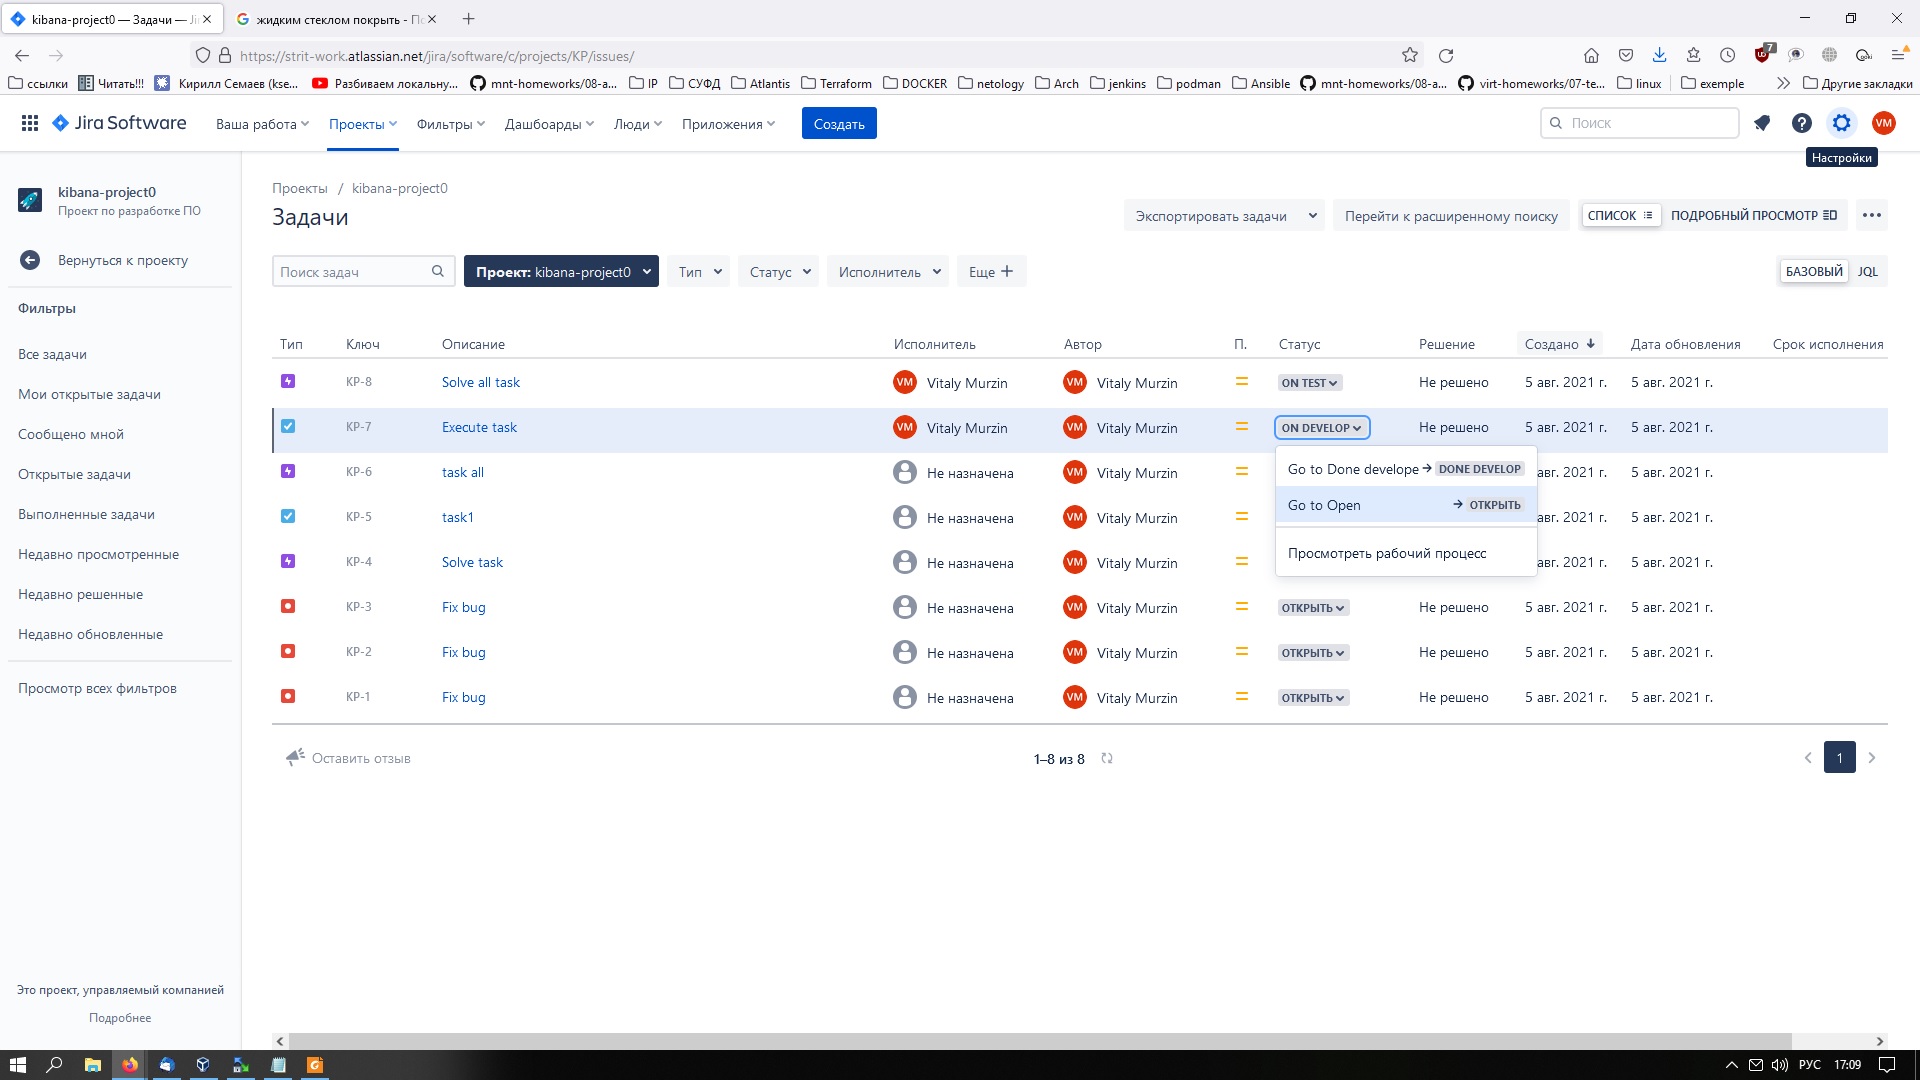 kibana-project0 — Задачи — Ji
жидким стеклом покрыть - По
https://strit-work.atlassian.net/jira/software/c/projects/KP/issues/
7
ссылки Читать!!! Кирилл Семаев (kse... Разбиваем локальну... mnt-homeworks/08-a... IP СУФД Atlantis Terraform DOCKER netology Arch jenkins podman Ansible mnt-homeworks/08-a... virt-homeworks/07-te... linux exemple Другие закладки
Jira Software Ваша работа Проекты Фильтры Дашборды Люди Приложения Создать Поиск VM
Настройки
kibana-project0
Проект по разработке ПО
Вернуться к проекту
Фильтры
Все задачи
Мои открытые задачи
Сообщено мной
Открытые задачи
Выполненные задачи
Недавно просмотренные
Недавно решенные
Недавно обновленные
Просмотр всех фильтров
Это проект, управляемый компанией
Подробнее
Проекты / kibana-project0
Задачи
Экспортировать задачи Перейти к расширенному поиску СПИСОК ПОДРОБНЫЙ ПРОСМОТР
Поиск задач Проект: kibana-project0 Тип Статус Исполнитель Еще БАЗОВЫЙ JQL
Тип Ключ Описание Исполнитель Автор П. Статус Решение Создано Дата обновления Срок исполнения
KP-8 Solve all task VM Vitaly Murzin VM Vitaly Murzin ON TEST Не решено 5 авг. 2021 г. 5 авг. 2021 г.
KP-7 Execute task VM Vitaly Murzin VM Vitaly Murzin ON DEVELOP Не решено 5 авг. 2021 г. 5 авг. 2021 г.
KP-6 task all Не назначена VM Vitaly Murzin авг. 2021 г. 5 авг. 2021 г.
KP-5 task1 Не назначена VM Vitaly Murzin авг. 2021 г. 5 авг. 2021 г.
KP-4 Solve task Не назначена VM Vitaly Murzin авг. 2021 г. 5 авг. 2021 г.
KP-3 Fix bug Не назначена VM Vitaly Murzin ОТКРЫТЬ Не решено 5 авг. 2021 г. 5 авг. 2021 г.
KP-2 Fix bug Не назначена VM Vitaly Murzin ОТКРЫТЬ Не решено 5 авг. 2021 г. 5 авг. 2021 г.
KP-1 Fix bug Не назначена VM Vitaly Murzin ОТКРЫТЬ Не решено 5 авг. 2021 г. 5 авг. 2021 г.
Go to Done develope → DONE DEVELOP
Go to Open → ОТКРЫТЬ
Просмотреть рабочий процесс
Оставить отзыв 1–8 из 8 1
РУС 17:09